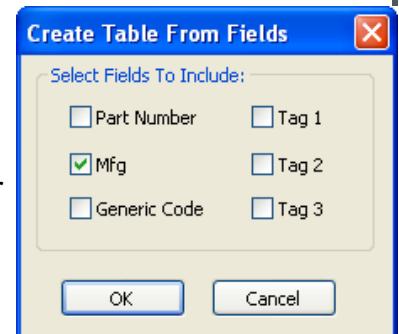 Create Table From Fields
Select Fields To Include:
Part Number Tag 1
Mfg Tag 2
Generic Code Tag 3
OK Cancel